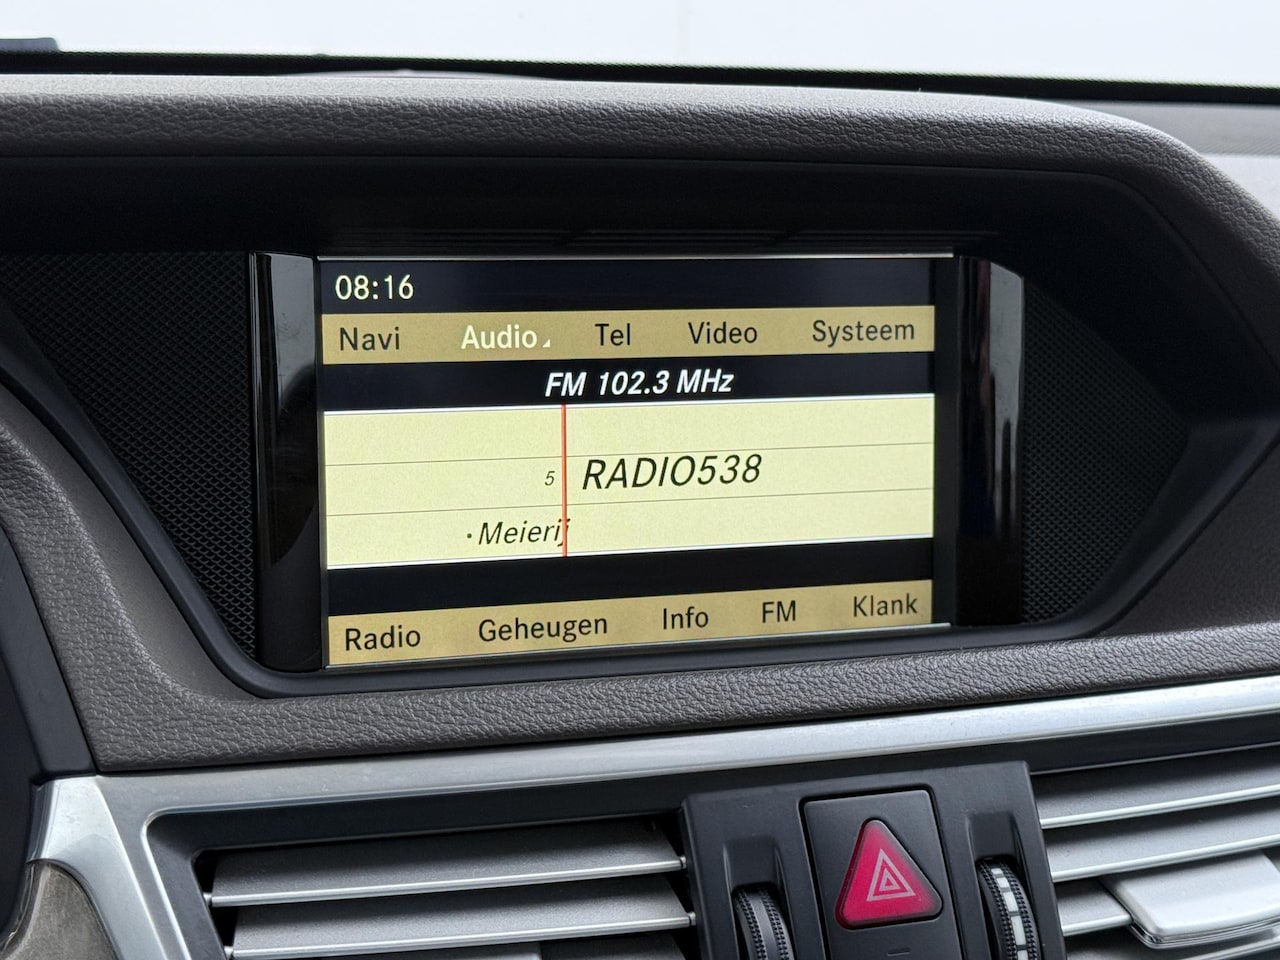 08:16
Navi Audio Tel Video Systeem
FM 102.3 MHz
5 RADIO538
• Meierij
Radio Geheugen Info FM Klank